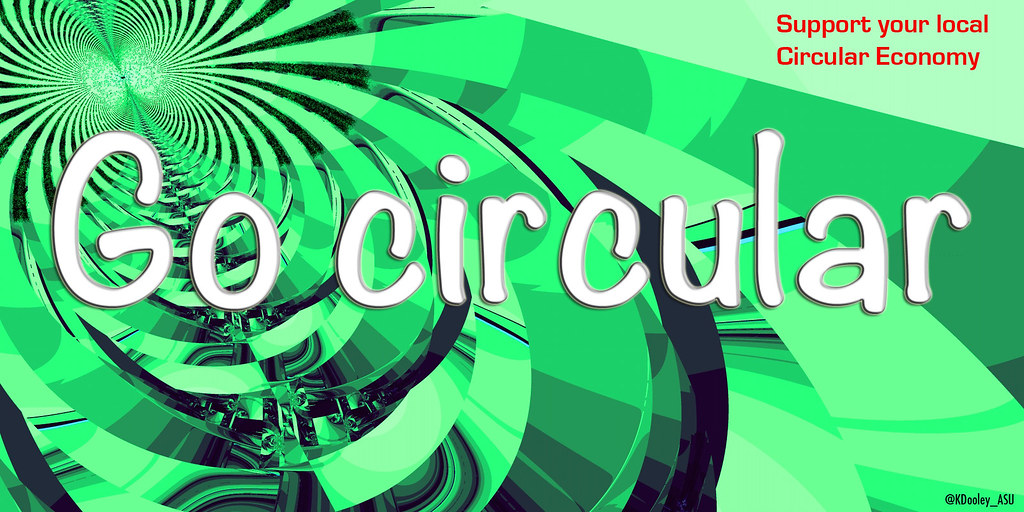 Support your local
Circular Economy
Go circular
@KDooley_ASU